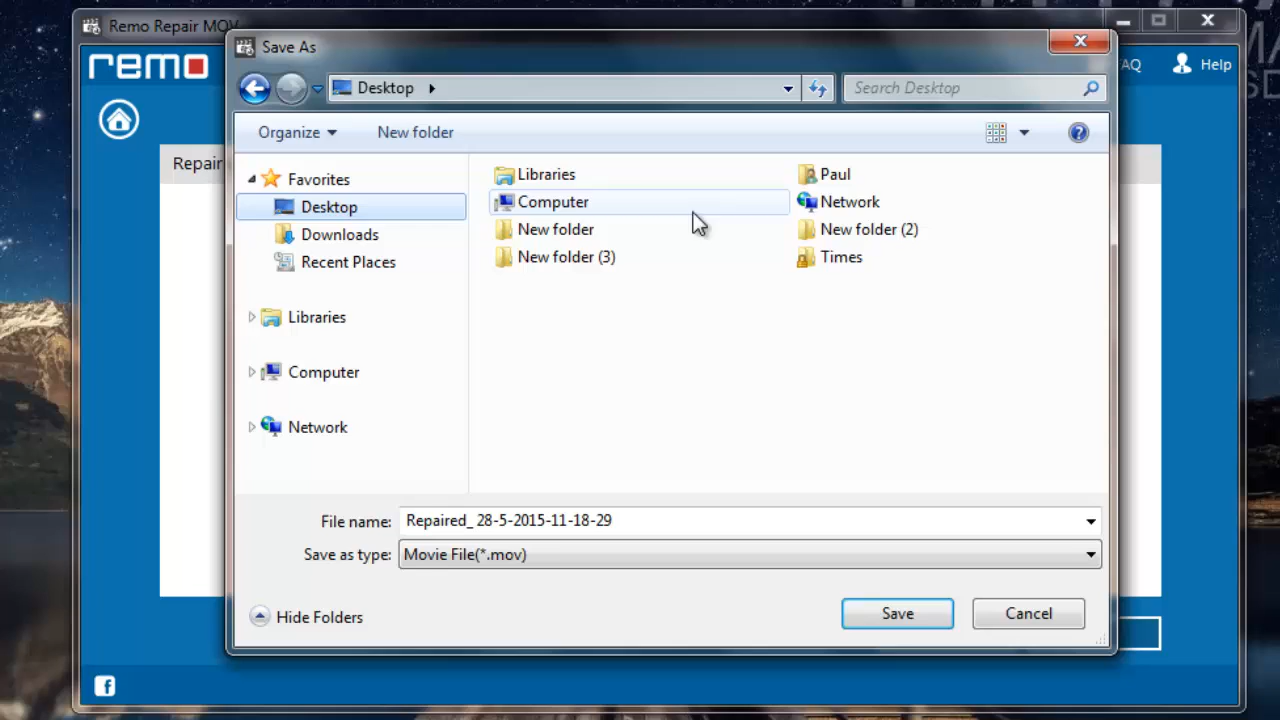 Remo Repair MOV
Save As
remo
AQ
Help
Desktop
Search Desktop
Organize
New folder
Repair
Favorites
Desktop
Downloads
Recent Places
Libraries
Computer
Network
Libraries
Paul
Computer
Network
New folder
New folder (2)
New folder (3)
Times
File name:
Repaired_ 28-5-2015-11-18-29
Save as type:
Movie File(*.mov)
Hide Folders
Save
Cancel
f